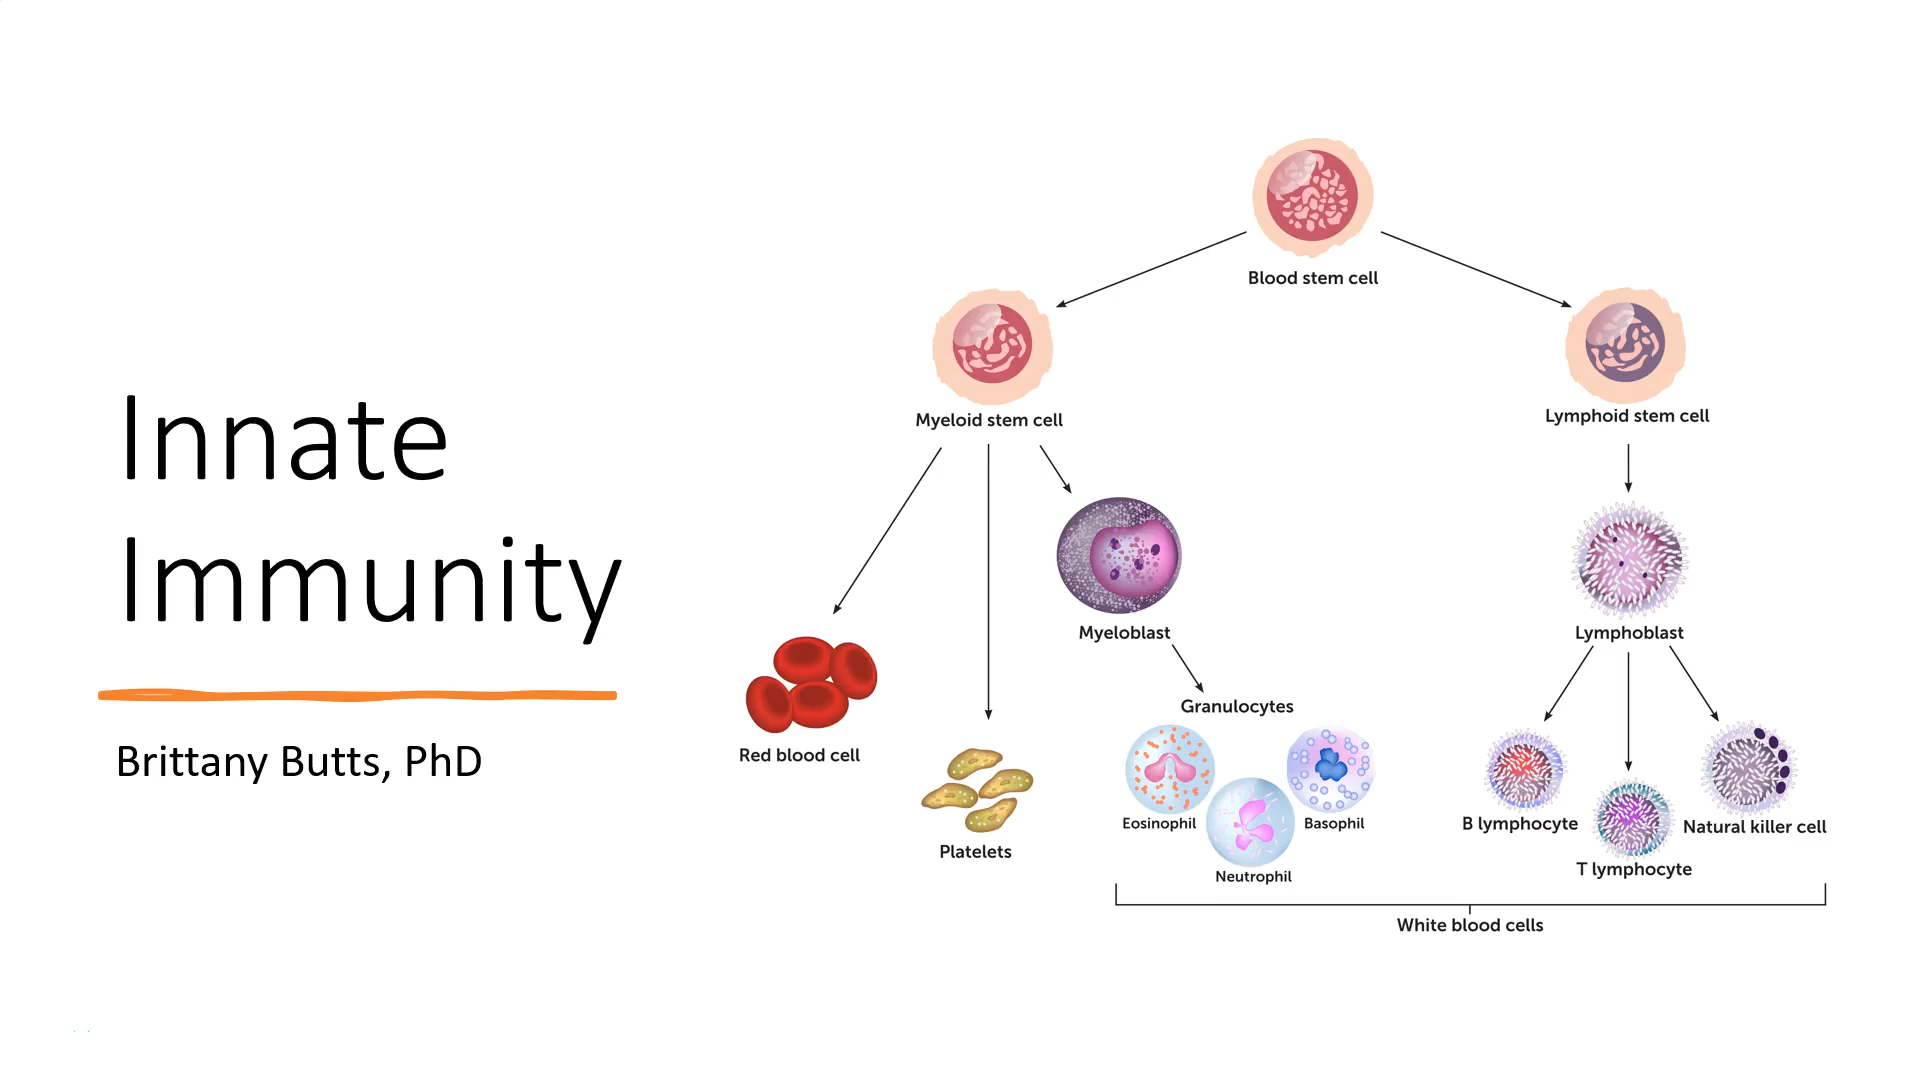 Innate
Immunity
Brittany Butts, PhD
Blood stem cell
Myeloid stem cell
Lymphoid stem cell
Myeloblast
Lymphoblast
Granulocytes
Red blood cell
Platelets
Eosinophil
Neutrophil
Basophil
B lymphocyte
T lymphocyte
Natural killer cell
White blood cells